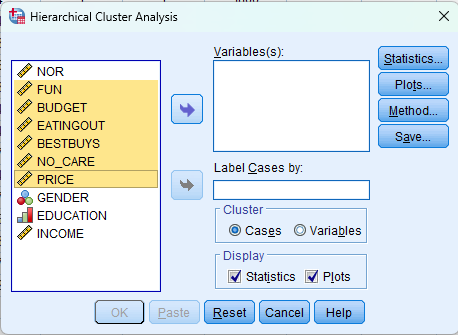 Hierarchical Cluster Analysis
NOR
FUN
BUDGET
EATINGOUT
BESTBUYS
NO_CARE
PRICE
GENDER
EDUCATION
INCOME
Variables(s):
Label Cases by:
Cluster
Cases Variables
Display
Statistics Plots
Statistics...
Plots...
Method...
Save...
OK Paste Reset Cancel Help